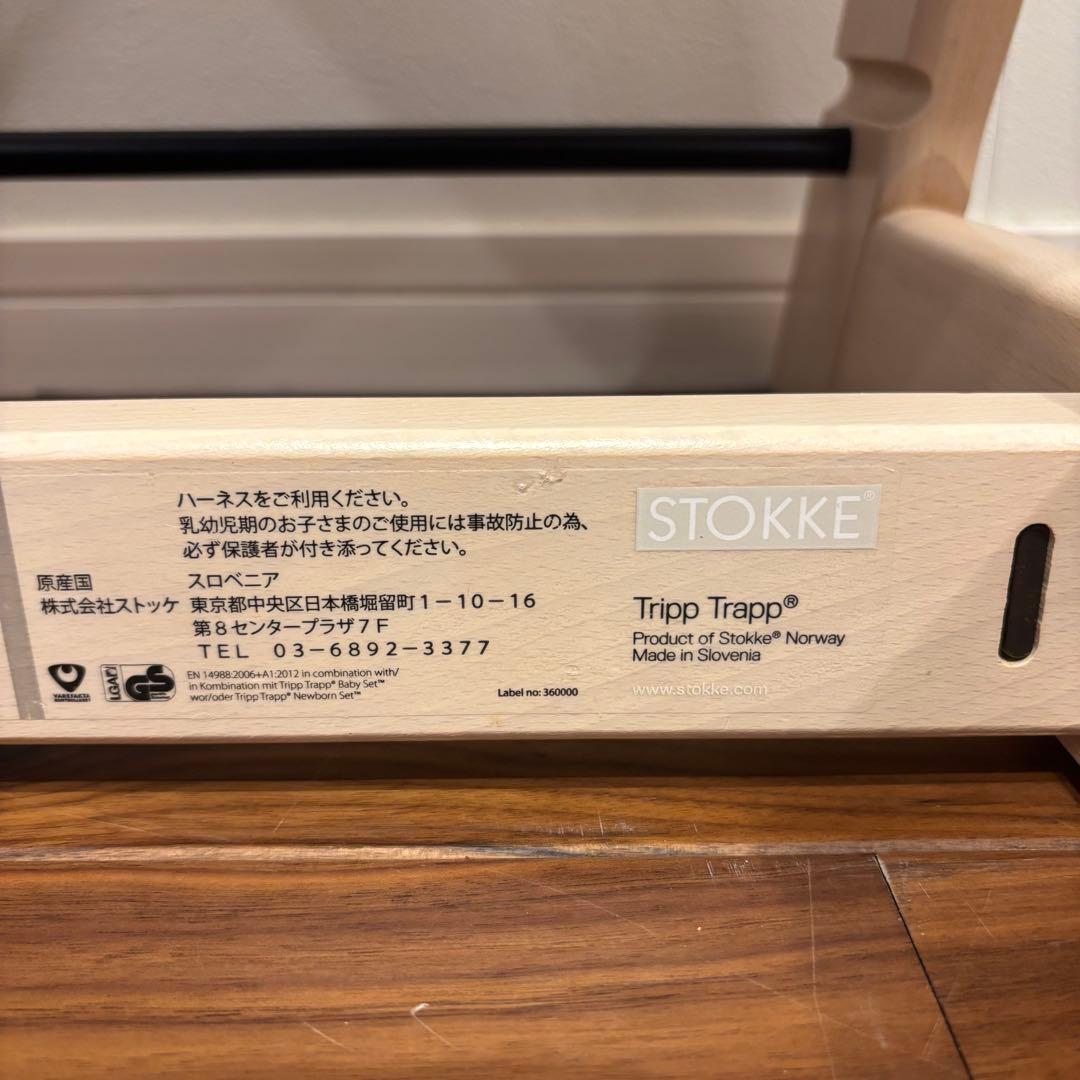 ハーネスをご利用ください。
乳幼児期のお子さまのご使用には事故防止の為、
必ず保護者が付き添ってください。
原産国 スロベニア
株式会社ストッケ 東京都中央区日本橋堀留町1－10－16
第8センタープラザ7F
TEL 03-6892-3377
VAREFAKTA
KONTROLLERET
LGA
GS
EN 14988:2006+A1:2012 in combination with/
in Kombination mit Tripp Trapp® Baby Set™
wor/oder Tripp Trapp® Newborn Set™
Label no: 360000
STOKKE®
Tripp Trapp®
Product of Stokke® Norway
Made in Slovenia
www.stokke.com